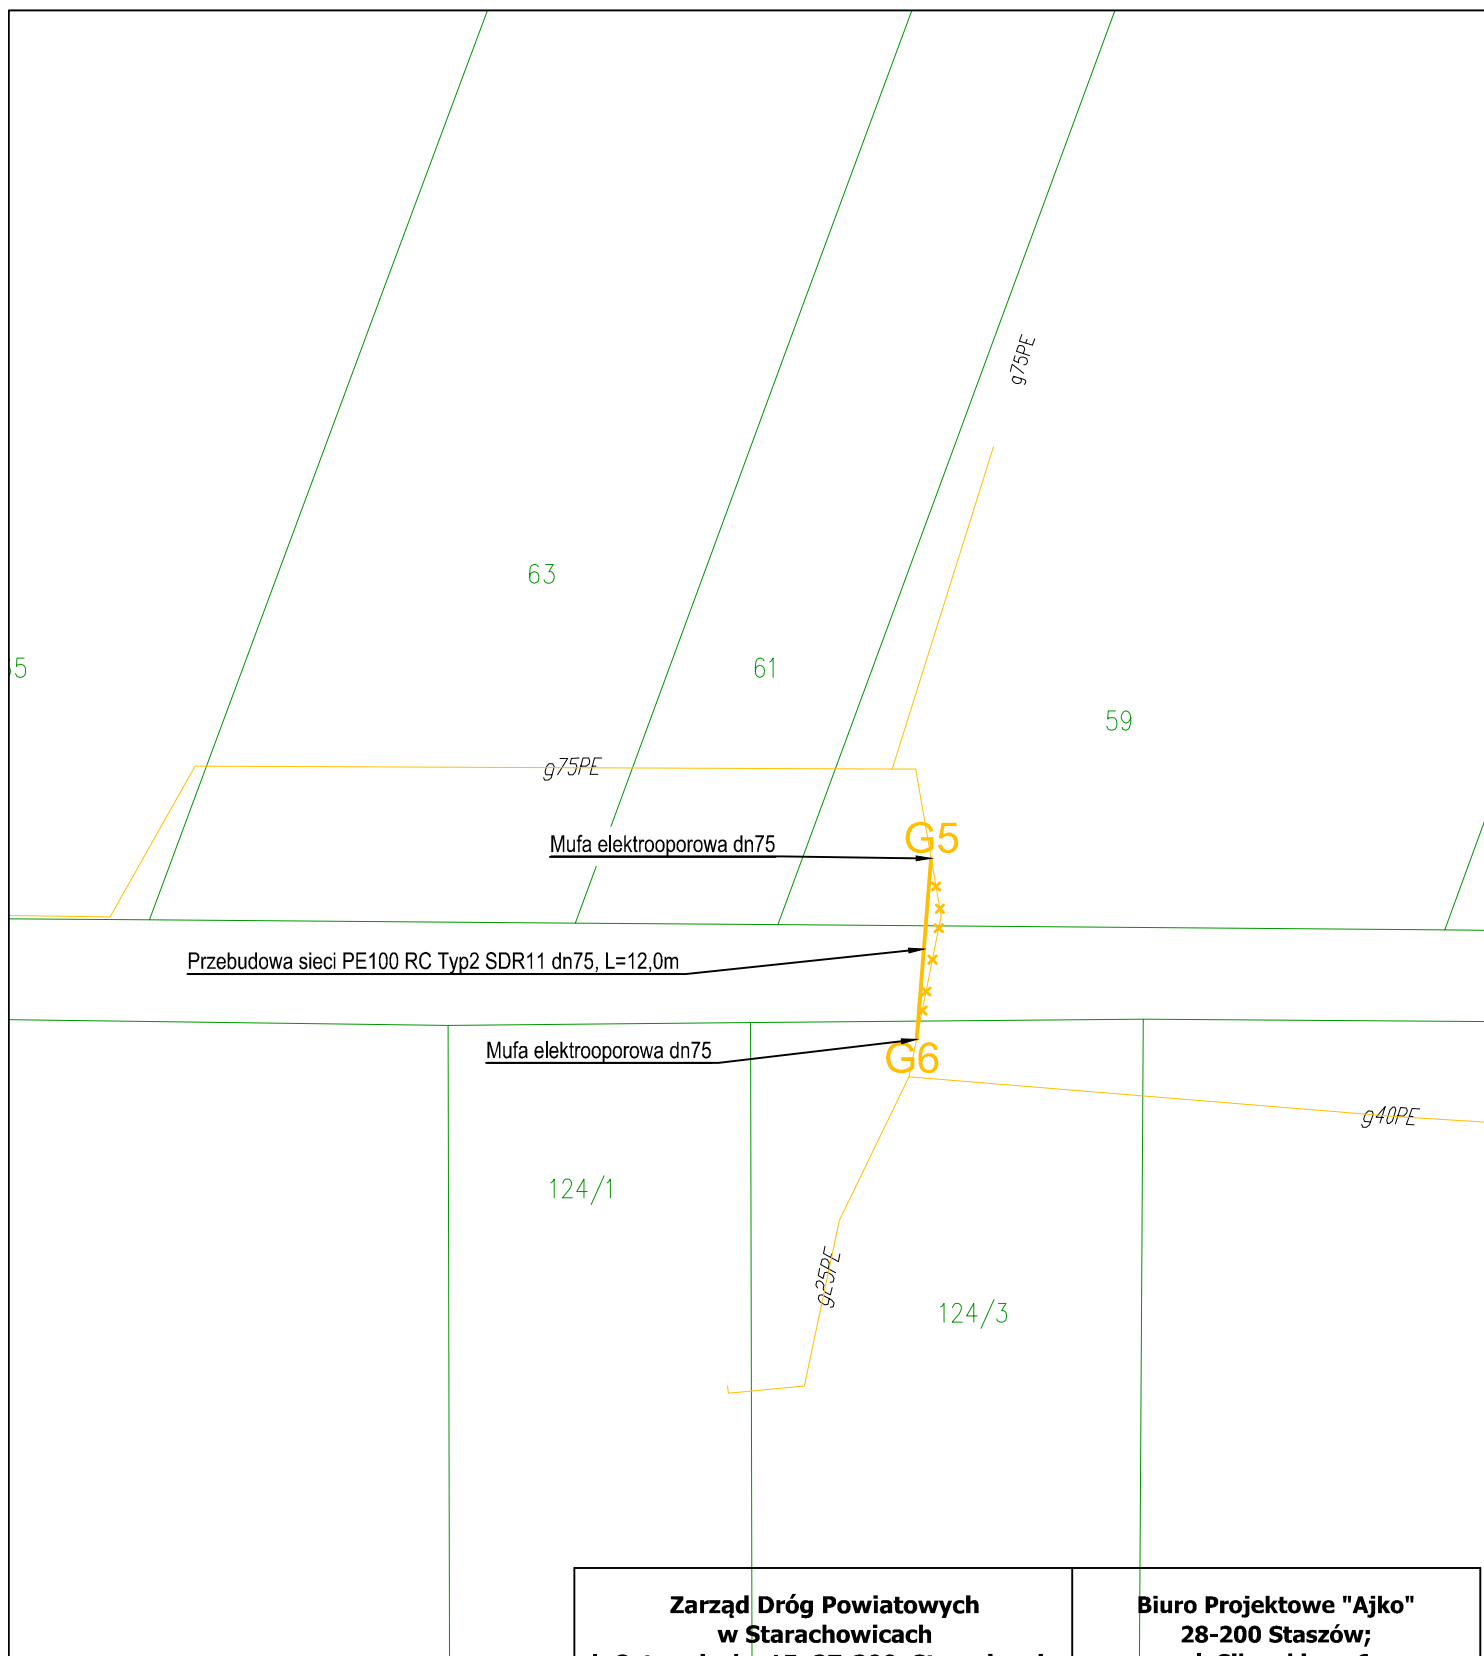 g75PE
63
61
59
g75PE
G5
Mufa elektrooporowa dn75
Przebudowa sieci PE100 RC Typ2 SDR11 dn75, L=12,0m
Mufa elektrooporowa dn75
G6
g40PE
124/1
g25PE
124/3
Zarząd Dróg Powiatowych
w Starachowicach
Biuro Projektowe "Ajko"
28-200 Staszów;